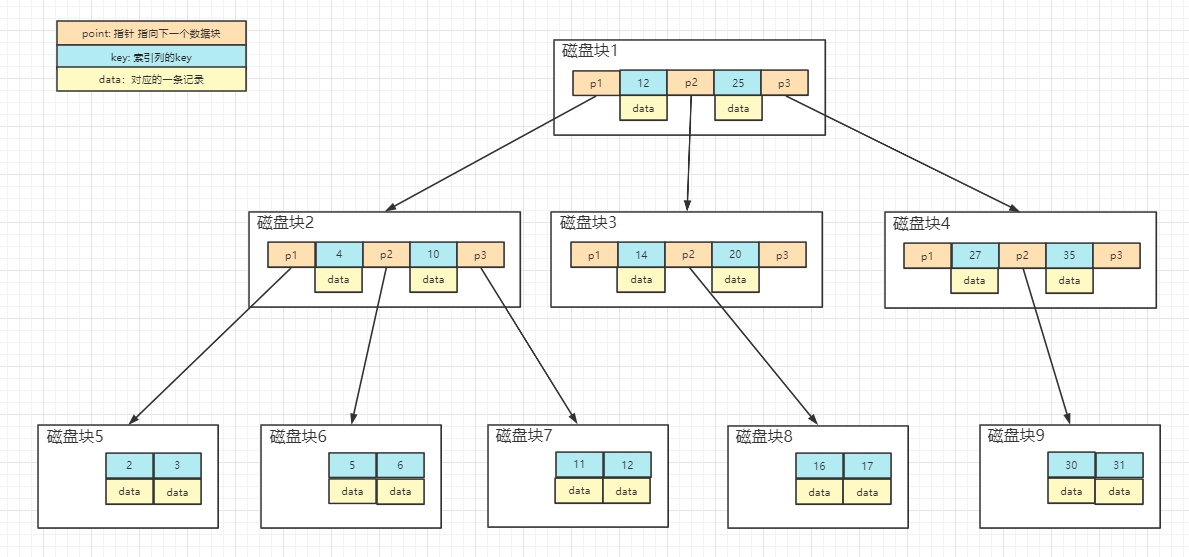 point: 指针 指向下一个数据块
key: 索引列的key
data：对应的一条记录
磁盘块1
p1 12 p2 25 p3
data data
磁盘块2
p1 4 p2 10 p3
data data
磁盘块3
p1 14 p2 20 p3
data data
磁盘块4
p1 27 p2 35 p3
data data
磁盘块5
2 3
data data
磁盘块6
5 6
data data
磁盘块7
11 12
data data
磁盘块8
16 17
data data
磁盘块9
30 31
data data